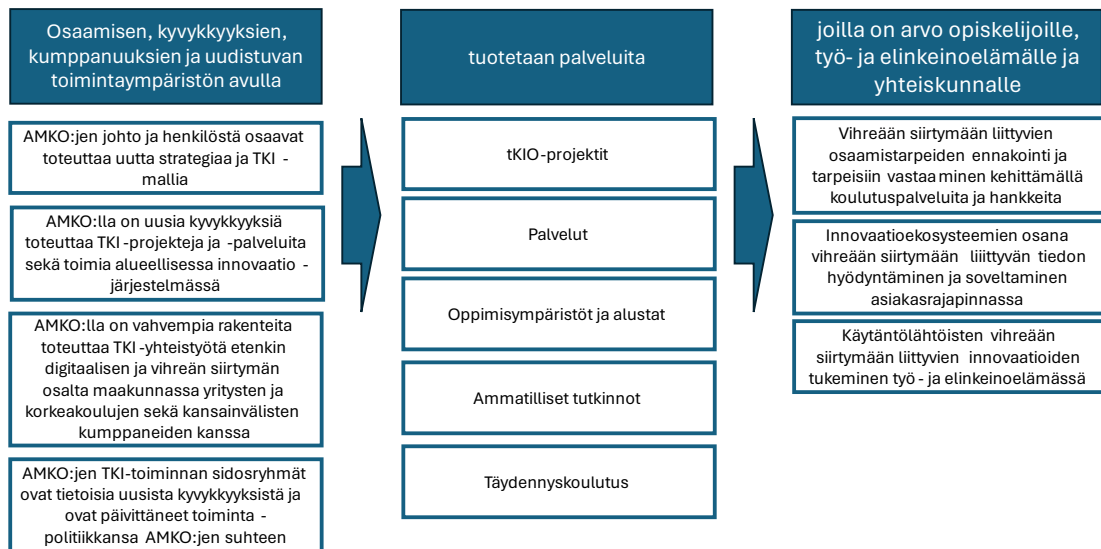 Osaamisen, kyvykkyyksien,
kumppanuuksien ja uudistuvan
toimintaympäristön avulla
AMKO:jen johto ja henkilöstö osaavat
toteuttaa uutta strategiaa ja TKI -
mallia
AMKO:lla on uusia kyvykkyyksiä
toteuttaa TKI -projekteja ja -palveluita
sekä toimia alueellisessa innovaatio -
järjestelmässä
AMKO:lla on vahvempia rakenteita
toteuttaa TKI -yhteistyötä etenkin
digitaalisen ja vihreän siirtymän
osalta maakunnassa yritysten ja
korkeakoulujen sekä kansainvälisten
kumppaneiden kanssa
AMKO:jen TKI-toiminnan sidosryhmät
ovat tietoisia uusista kyvykkyyksistä ja
ovat päivittäneet toiminta -
politiikkansa AMKO:jen suhteen
tuotetaan palveluita
tKIO-projektit
Palvelut
Oppimisympäristöt ja alustat
Ammatilliset tutkinnot
Täydennyskoulutus
joilla on arvo opiskelijoille,
työ- ja elinkeinoelämälle ja
yhteiskunnalle
Vihreään siirtymään liittyvien
osaamistarpeiden ennakointi ja
tarpeisiin vastaaminen kehittämällä
koulutuspalveluita ja hankkeita
Innovaatioekosysteemien osana
vihreään siirtymään liiittyvän tiedon
hyödyntäminen ja soveltaminen
asiakasrajapinnassa
Käytäntölähtöisten vihreään
siirtymään liittyvien innovaatioiden
tukeminen työ - ja elinkeinoelämässä